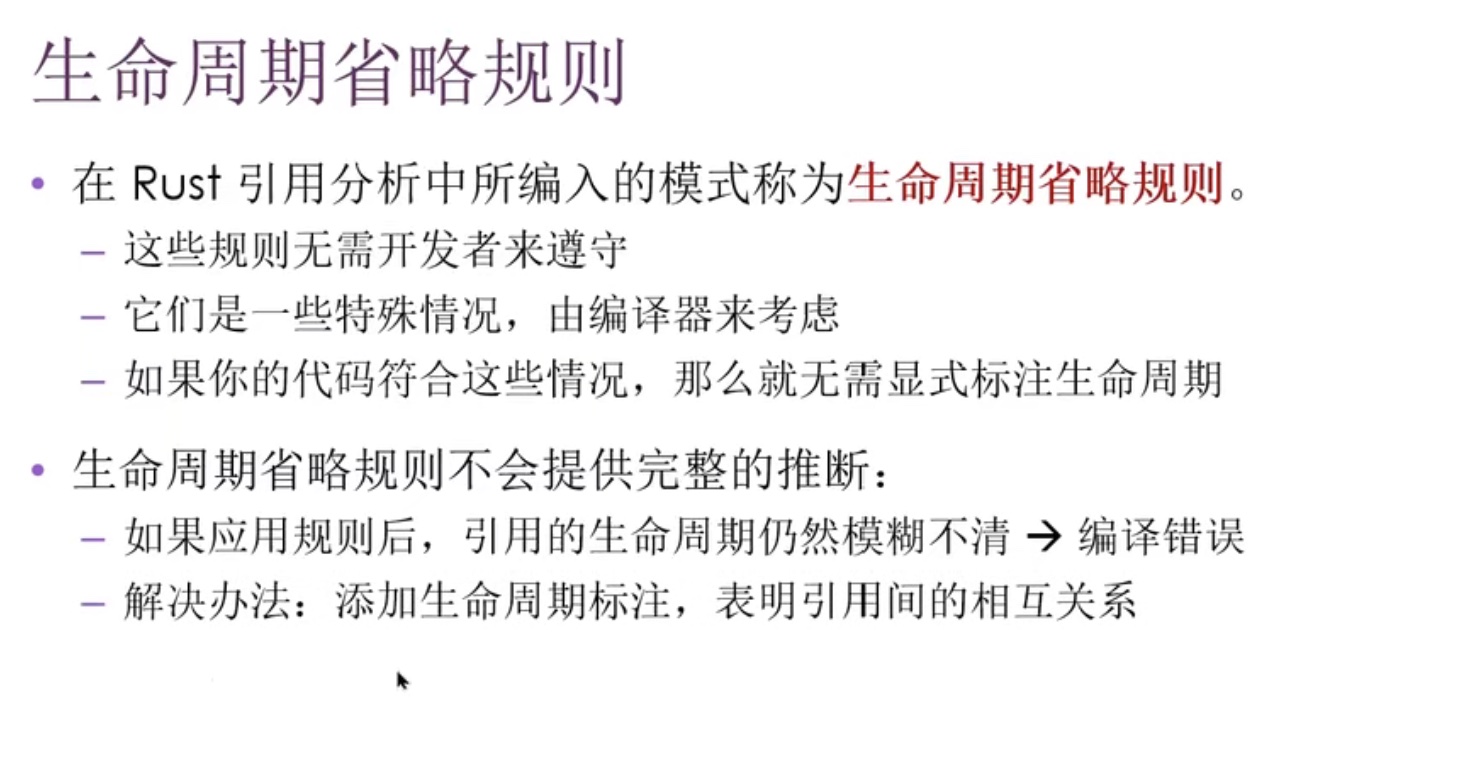 生命周期省略规则
• 在 Rust 引用分析中所编入的模式称为生命周期省略规则。
– 这些规则无需开发者来遵守
– 它们是一些特殊情况，由编译器来考虑
– 如果你的代码符合这些情况，那么就无需显式标注生命周期
• 生命周期省略规则不会提供完整的推断：
– 如果应用规则后，引用的生命周期仍然模糊不清 → 编译错误
– 解决办法：添加生命周期标注，表明引用间的相互关系